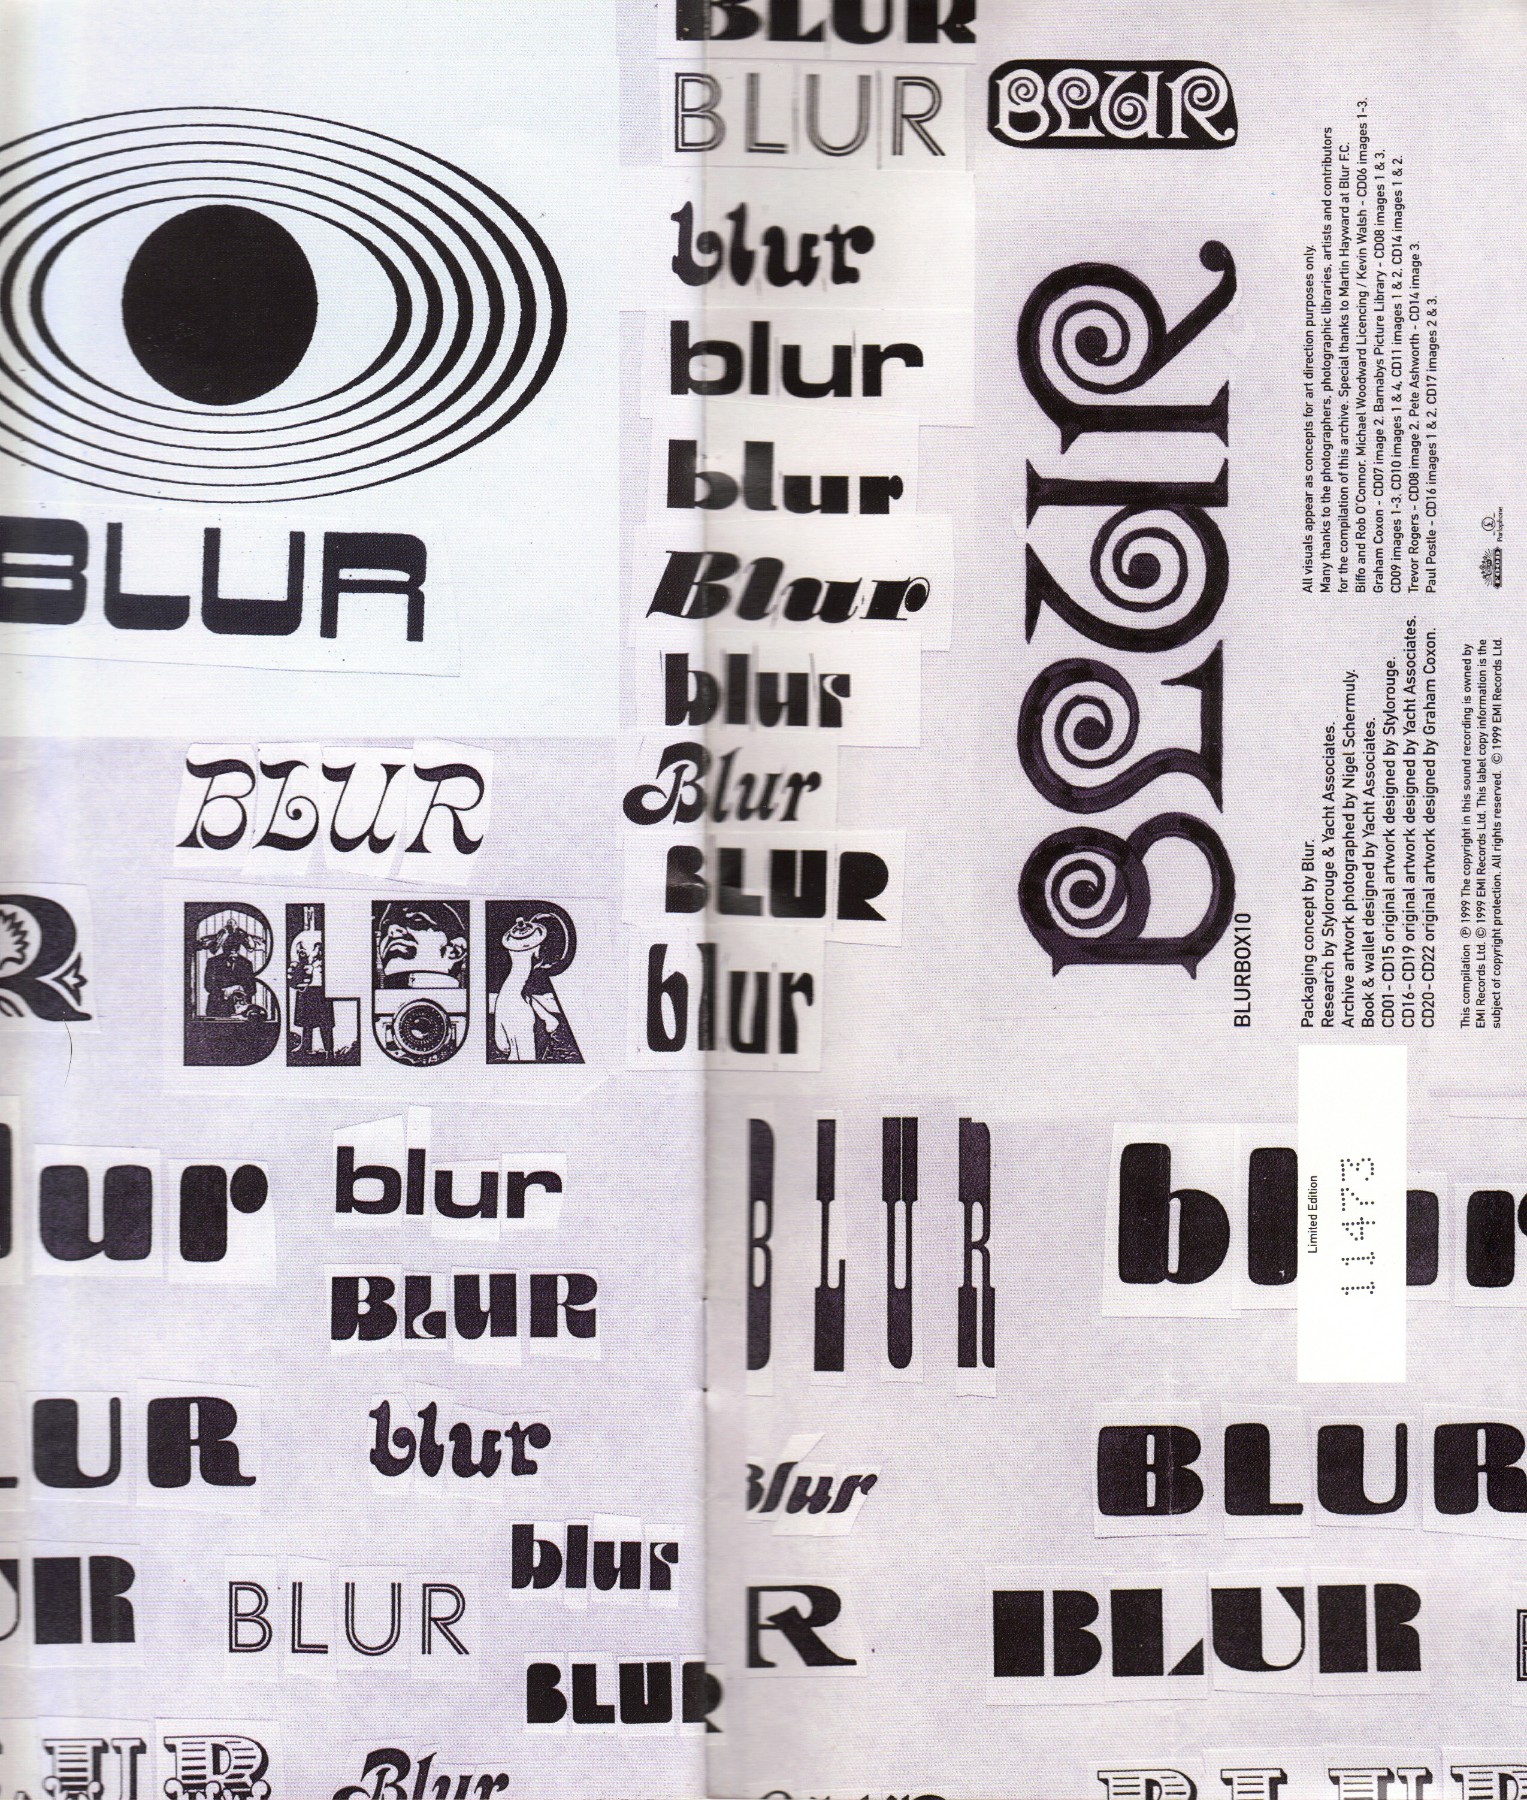 BLUR
BLUR
BLUR
blur
blur
blur
Blur
blur
Blur
BLUR
blur
BLUR
BLUR
BLUR
BLUR
R
BLUR
lur
blur
BLUR
LUR
blur
UR
BLUR
blur
BLUR
UR
Blur
BLUR
blur
Blur
BLUR
R
BLUR
BLUR
BLURBOX10
Packaging concept by Blur.
Research by Stylorouge & Yacht Associates.
Archive artwork photographed by Nigel Schermuly.
Book & wallet designed by Yacht Associates.
CD01 - CD15 original artwork designed by Stylorouge.
CD16 - CD19 original artwork designed by Yacht Associates.
CD20 - CD22 original artwork designed by Graham Coxon.
This compilation ℗ 1999 The copyright in this sound recording is owned by
EMI Records Ltd. © 1999 EMI Records Ltd. This label copy information is the
subject of copyright protection. All rights reserved. © 1999 EMI Records Ltd.
All visuals appear as concepts for art direction purposes only.
Many thanks to the photographers, photographic libraries, artists and contributors
for the compilation of this archive. Special thanks to Martin Hayward at Blur F.C.
Biffo and Rob O'Connor. Michael Woodward Licencing / Kevin Walsh - CD06 images 1-3.
Graham Coxon - CD07 image 2. Barnabys Picture Library - CD08 images 1 & 3.
CD09 images 1-3. CD10 images 1 & 4, CD11 images 1 & 2, CD14 images 1 & 2.
Trevor Rogers - CD08 image 2. Pete Ashworth - CD14 image 3.
Paul Postle - CD16 images 1 & 2. CD17 images 2 & 3.
Parlophone
Limited Edition
11473